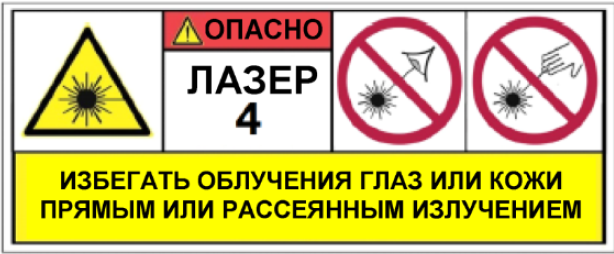 ОПАСНО
ЛАЗЕР
4
ИЗБЕГАТЬ ОБЛУЧЕНИЯ ГЛАЗ ИЛИ КОЖИ
ПРЯМЫМ ИЛИ РАССЕЯННЫМ ИЗЛУЧЕНИЕМ